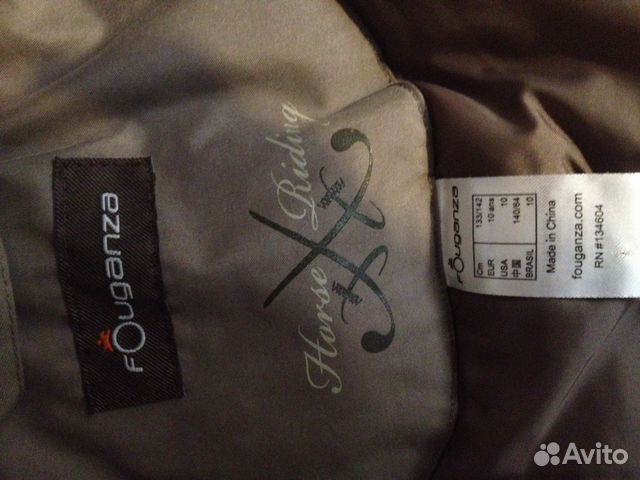 fouganza
Horse Riding
fouganza
Cm 133/142
EUR 10 ans
USA 10
中国 140/64
BRASIL 10
Made in China
fouganza.com
RN #134604
Avito